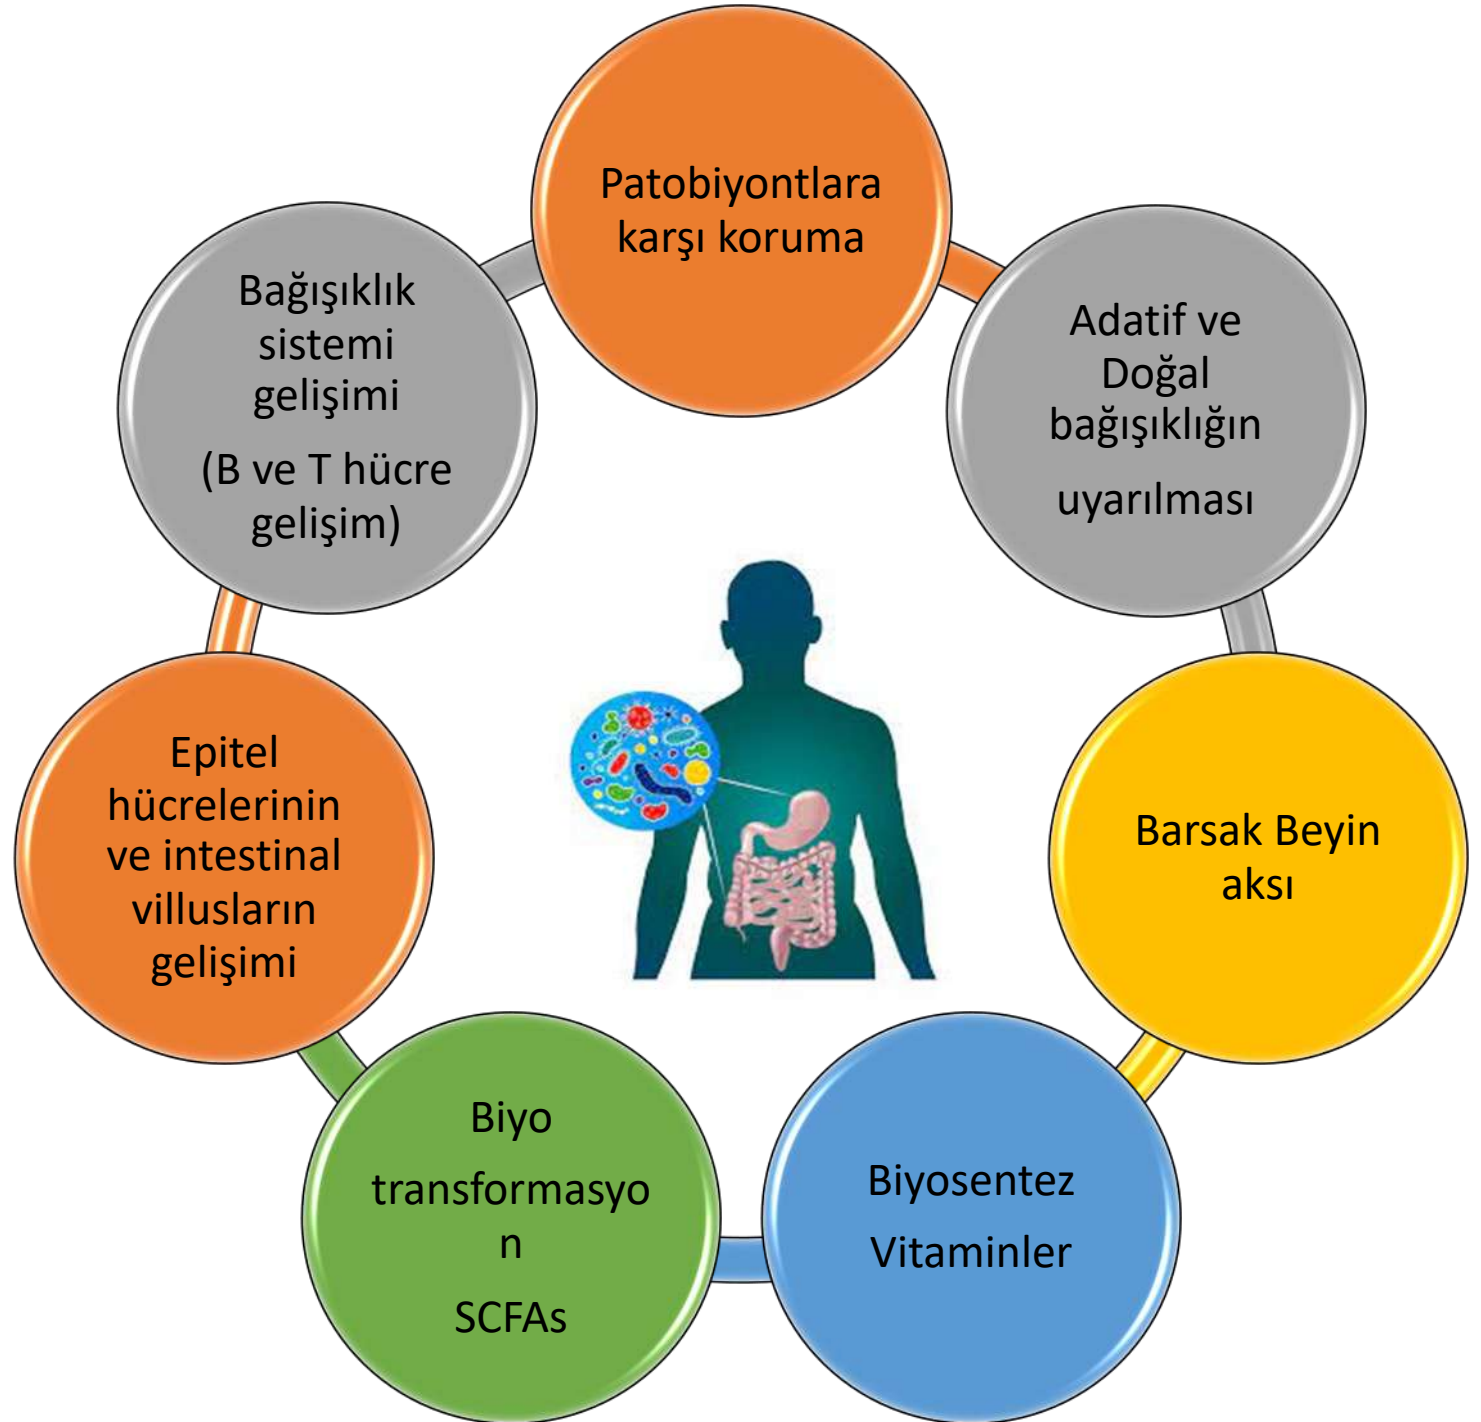 Patobiyontlara
karşı koruma
Adatif ve
Doğal
bağışıklığın
uyarılması
Barsak Beyin
aksı
Biyosentez
Vitaminler
Biyo
transformasyo
n
SCFAs
Epitel
hücrelerinin
ve intestinal
villusların
gelişimi
Bağışıklık
sistemi
gelişimi
(B ve T hücre
gelişim)